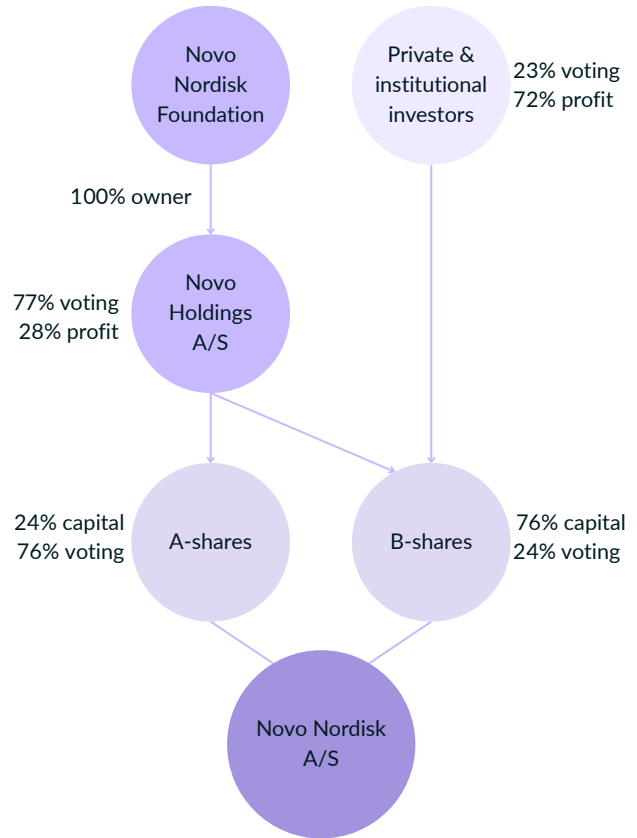 Novo
Nordisk
Foundation
Private &
institutional
investors
23% voting
72% profit
100% owner
Novo
Holdings
A/S
77% voting
28% profit
24% capital
76% voting
A-shares
B-shares
76% capital
24% voting
Novo Nordisk
A/S